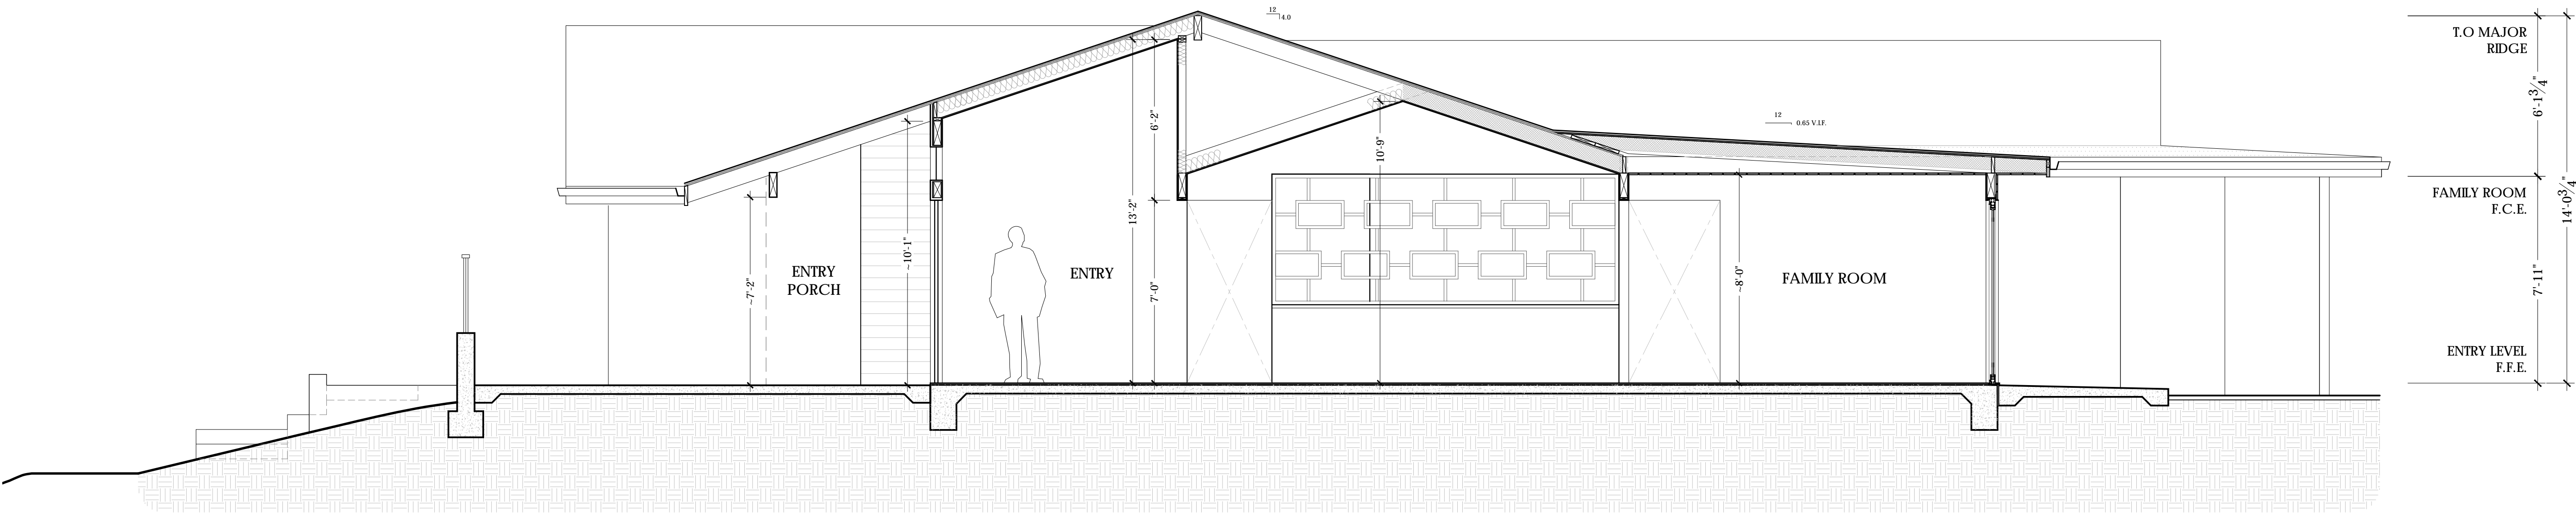 12
4.0
T.O MAJOR
RIDGE
6'-1 3/4"
14'-0 3/4"
12
0.65 V.I.F.
6'-2"
10'-9"
13'-2"
~10'-1"
~7'-2"
7'-0"
~8'-0"
FAMILY ROOM
F.C.E.
ENTRY
PORCH
ENTRY
FAMILY ROOM
7'-11"
ENTRY LEVEL
F.F.E.